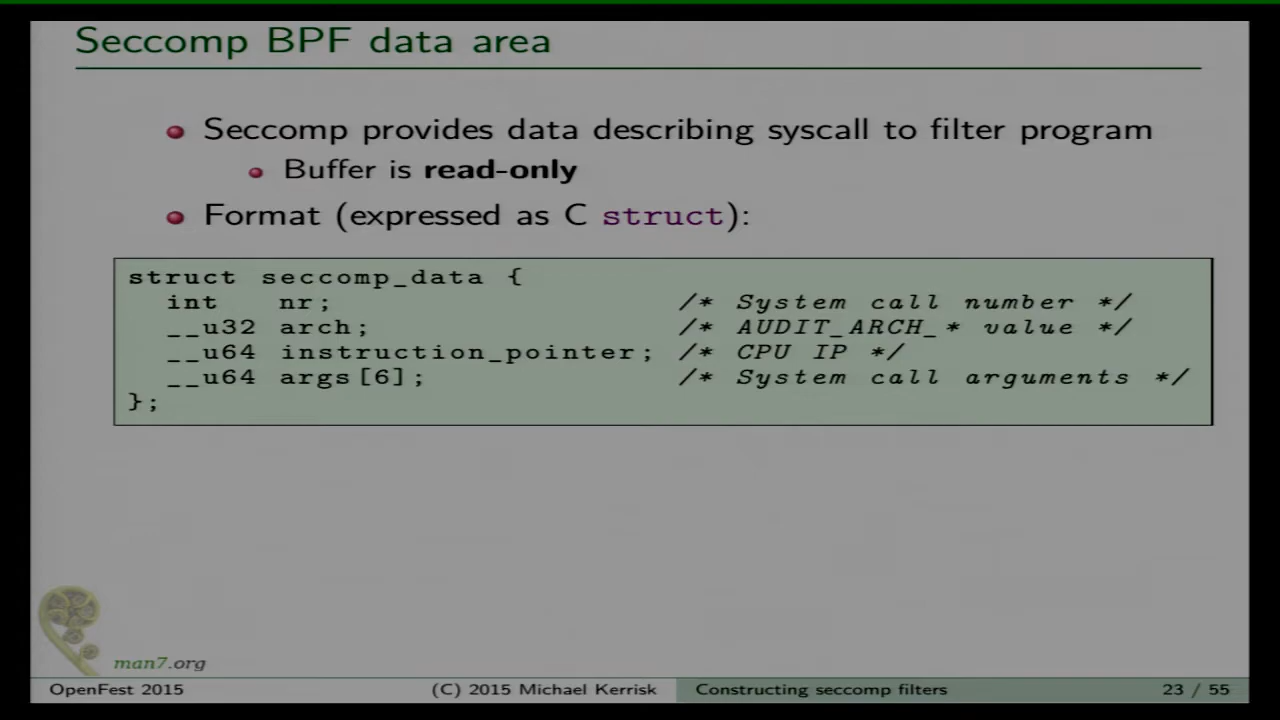 Seccomp BPF data area
Seccomp provides data describing syscall to filter program
Buffer is read-only
Format (expressed as C struct):
struct seccomp_data {
int nr; /* System call number */
__u32 arch; /* AUDIT_ARCH_* value */
__u64 instruction_pointer; /* CPU IP */
__u64 args[6]; /* System call arguments */
};
man7.org
OpenFest 2015 (C) 2015 Michael Kerrisk Constructing seccomp filters 23 / 55